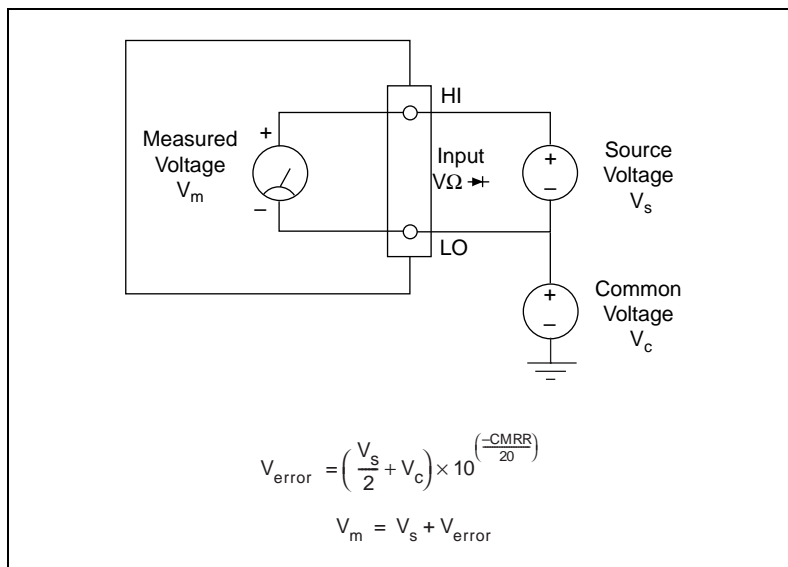 HI
Measured
Voltage
V_m
+
−
Input
VΩ
LO
+
−
Source
Voltage
V_s
+
−
Common
Voltage
V_c
V_error = (V_s/2 + V_c) × 10^(−CMRR/20)
V_m = V_s + V_error